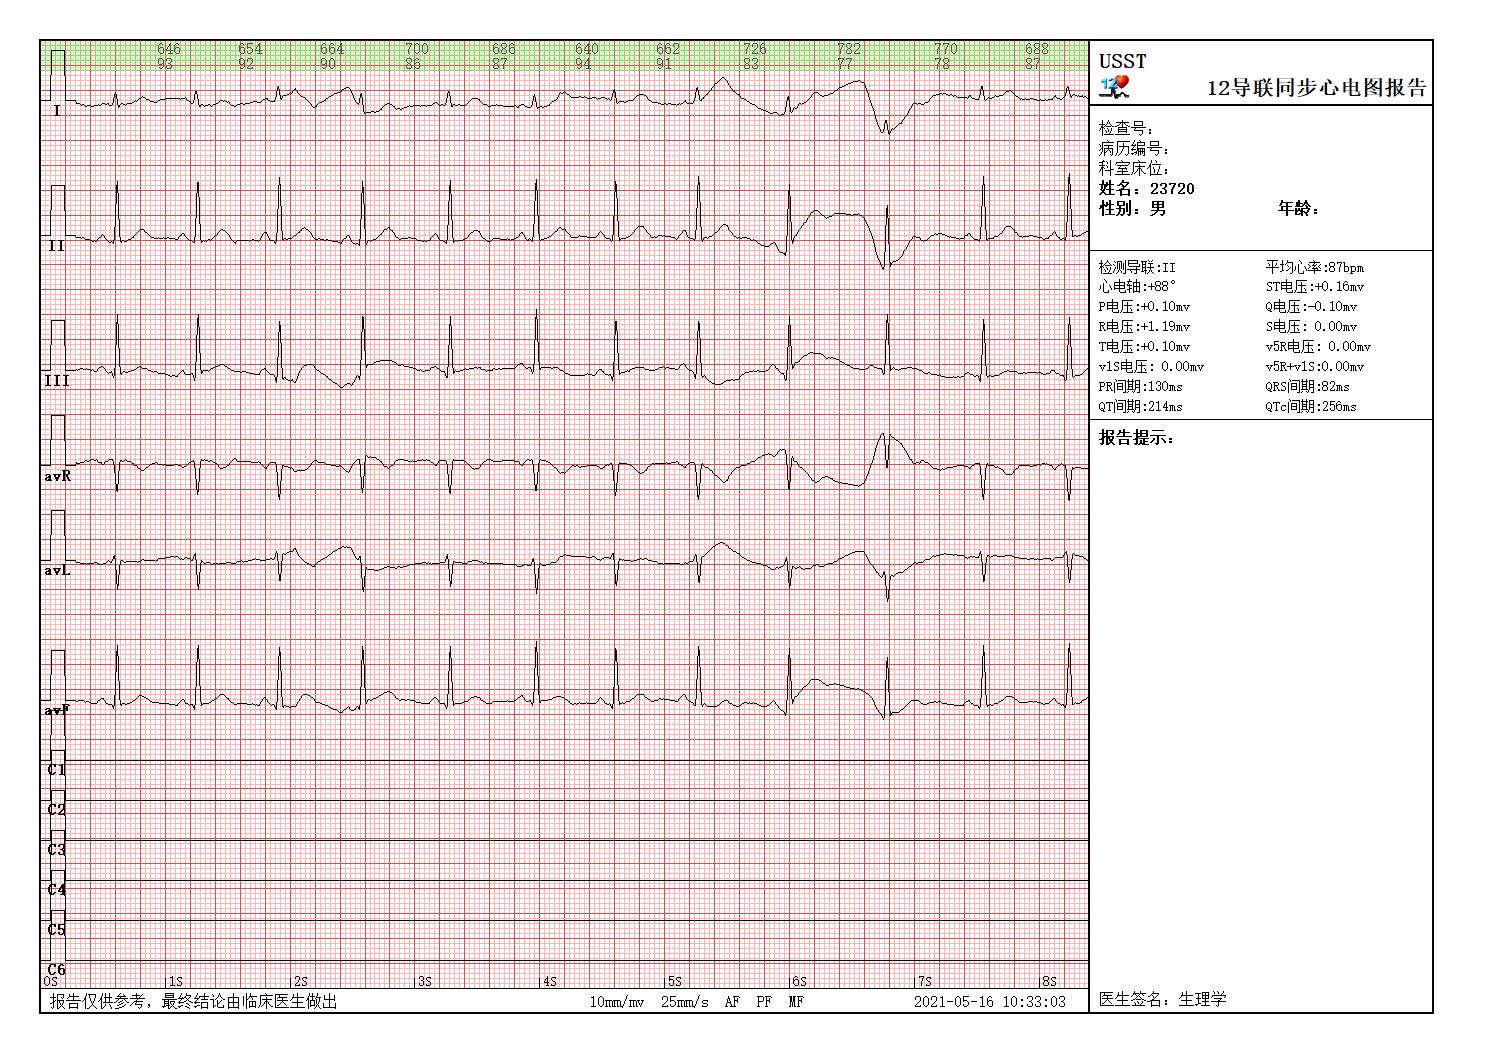 646 654 664 700 686 640 662 726 782 770 688
93 92 90 86 87 94 91 83 77 78 87
I
II
III
avR
avL
avF
C1
C2
C3
C4
C5
C6
0S 1S 2S 3S 4S 5S 6S 7S 8S
报告仅供参考，最终结论由临床医生做出 10mm/mv 25mm/s AF PF MF 2021-05-16 10:33:03
USST
12
12导联同步心电图报告
检查号：
病历编号：
科室床位：
姓名：23720
性别：男 年龄：
检测导联:II 平均心率:87bpm
心电轴:+88° ST电压:+0.16mv
P电压:+0.10mv Q电压:-0.10mv
R电压:+1.19mv S电压: 0.00mv
T电压:+0.10mv v5R电压: 0.00mv
v1S电压: 0.00mv v5R+v1S:0.00mv
PR间期:130ms QRS间期:82ms
QT间期:214ms QTc间期:256ms
报告提示：
医生签名：生理学